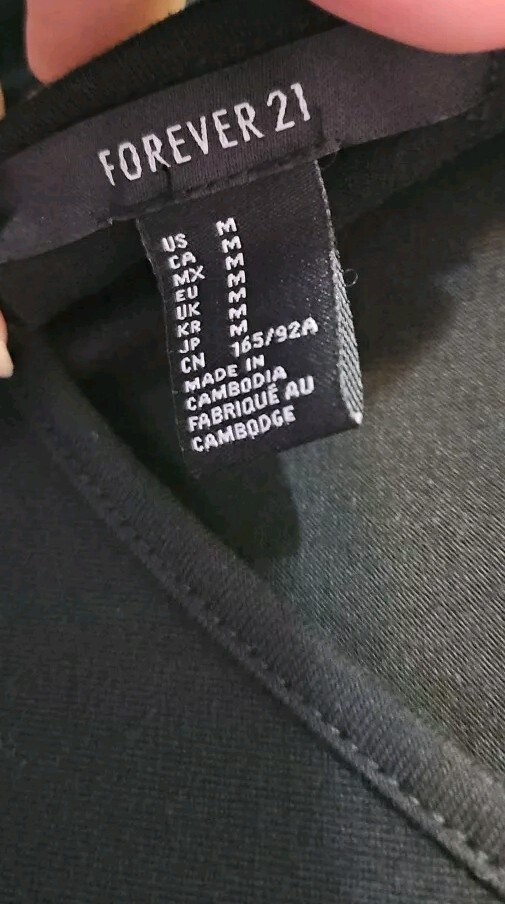 FOREVER 21
US M
CA M
MX M
EU M
UK M
KR M
JP M
CN 165/92A
MADE IN
CAMBODIA
FABRIQUÉ AU
CAMBODGE